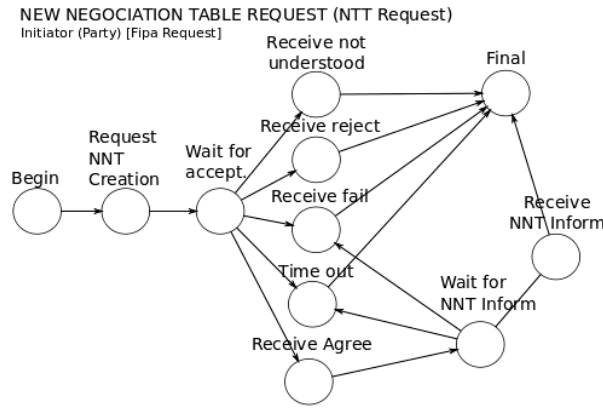 NEW NEGOCIATION TABLE REQUEST (NTT Request)
Initiator (Party) [Fipa Request]
Receive not
understood
Final
Receive reject
Request
NNT
Creation
Wait for
accept.
Begin
Receive fail
Receive
NNT Inform
Time out
Wait for
NNT Inform
Receive Agree